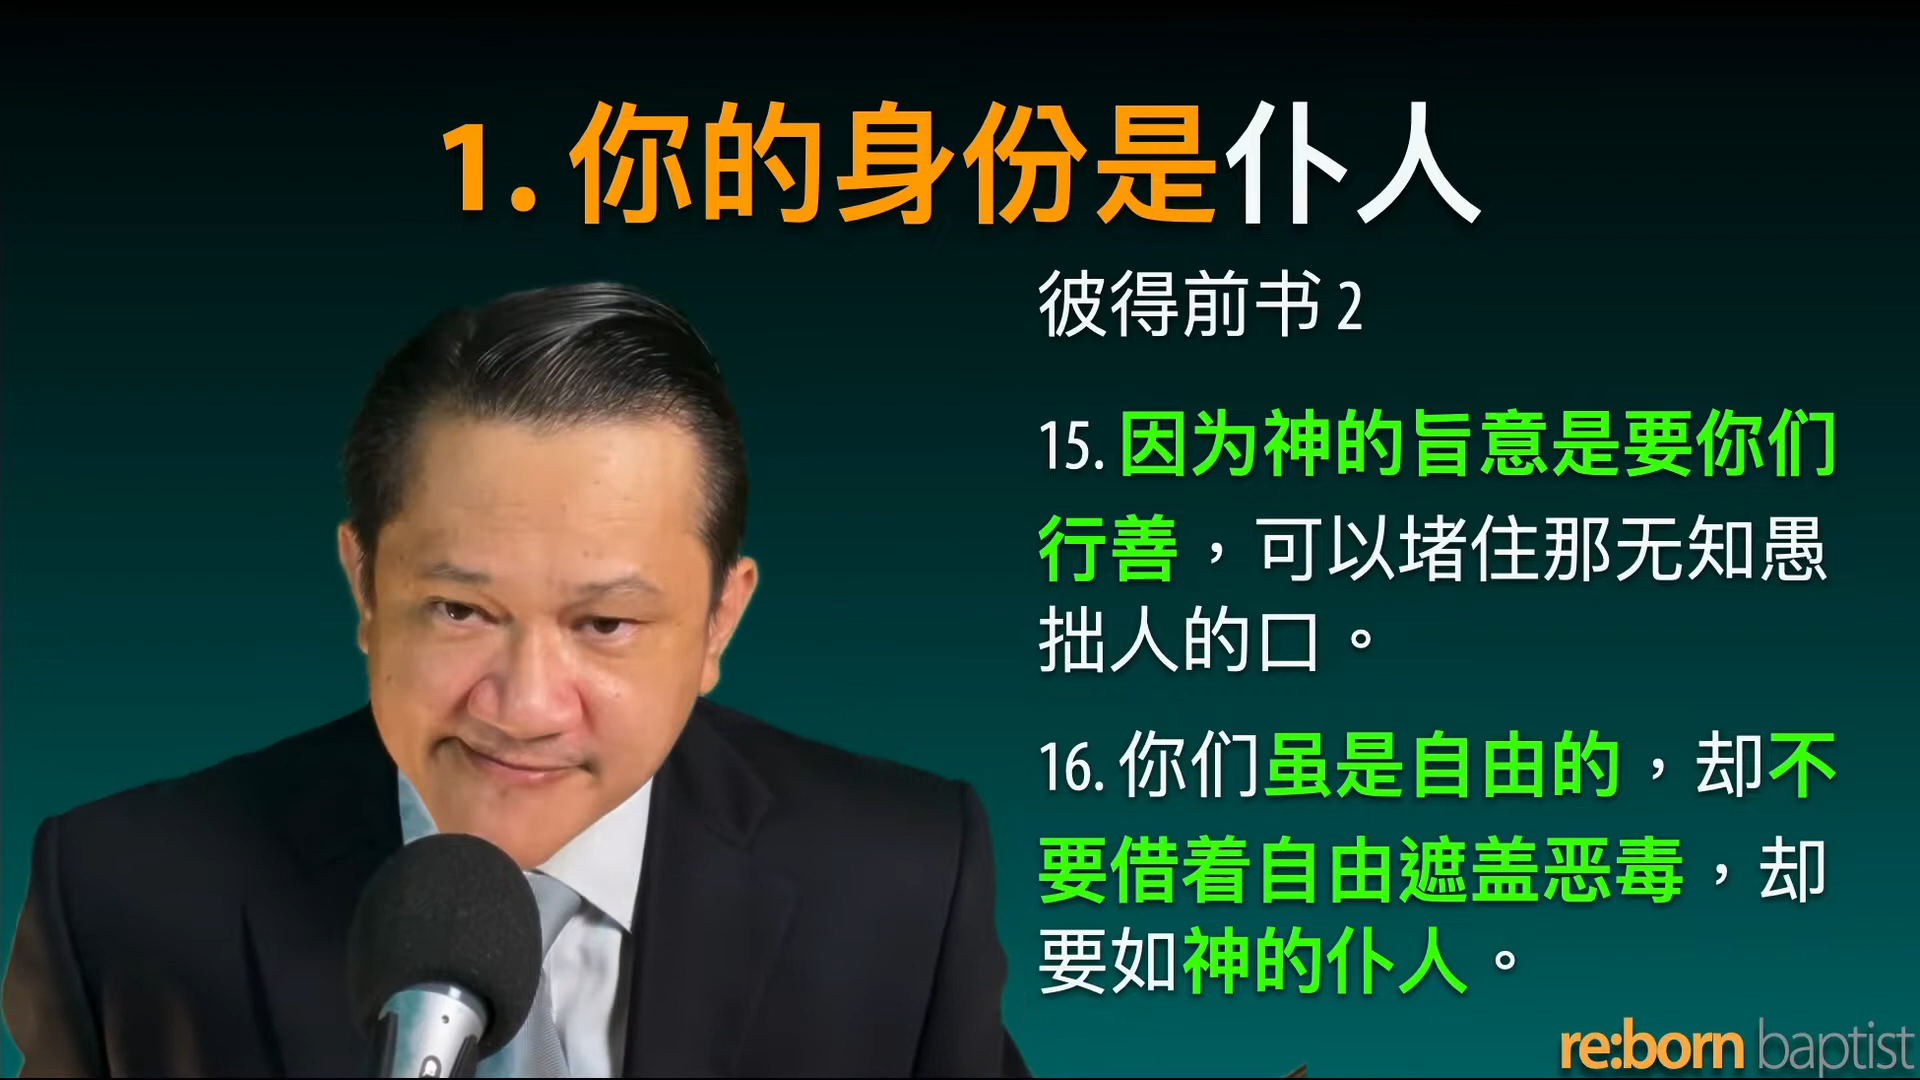 1. 你的身份是仆人
彼得前书 2
15. 因为神的旨意是要你们
行善，可以堵住那无知愚
拙人的口。
16. 你们虽是自由的，却不
要借着自由遮盖恶毒，却
要如神的仆人。
re:born baptist